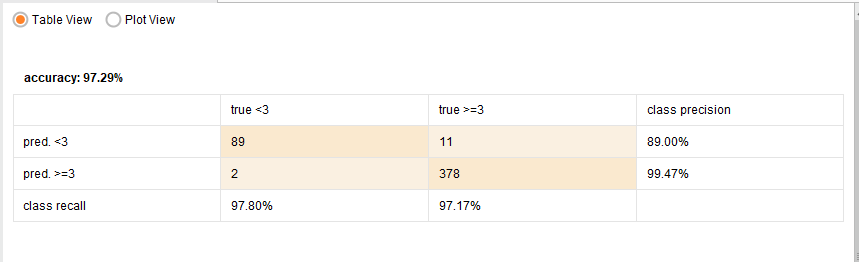 Table View Plot View
accuracy: 97.29%
true <3 true >=3 class precision
pred. <3 89 11 89.00%
pred. >=3 2 378 99.47%
class recall 97.80% 97.17%